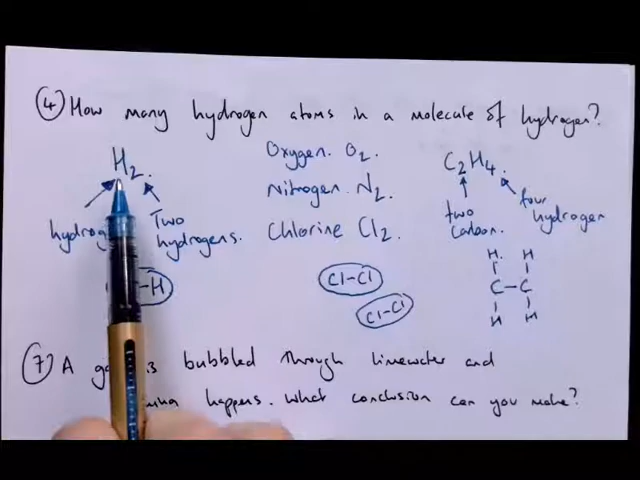 ④ How many hydrogen atoms in a molecule of hydrogen?
H₂.
Two
hydrogens.
H
Oxygen. O₂.
Nitrogen. N₂.
Chlorine Cl₂.
Cl-Cl
Cl-Cl
C₂H₄.
two
carbon.
four
hydrogen
H H
C-C
H H
⑦ A is bubbled through limewater and
happens. What conclusion can you make?